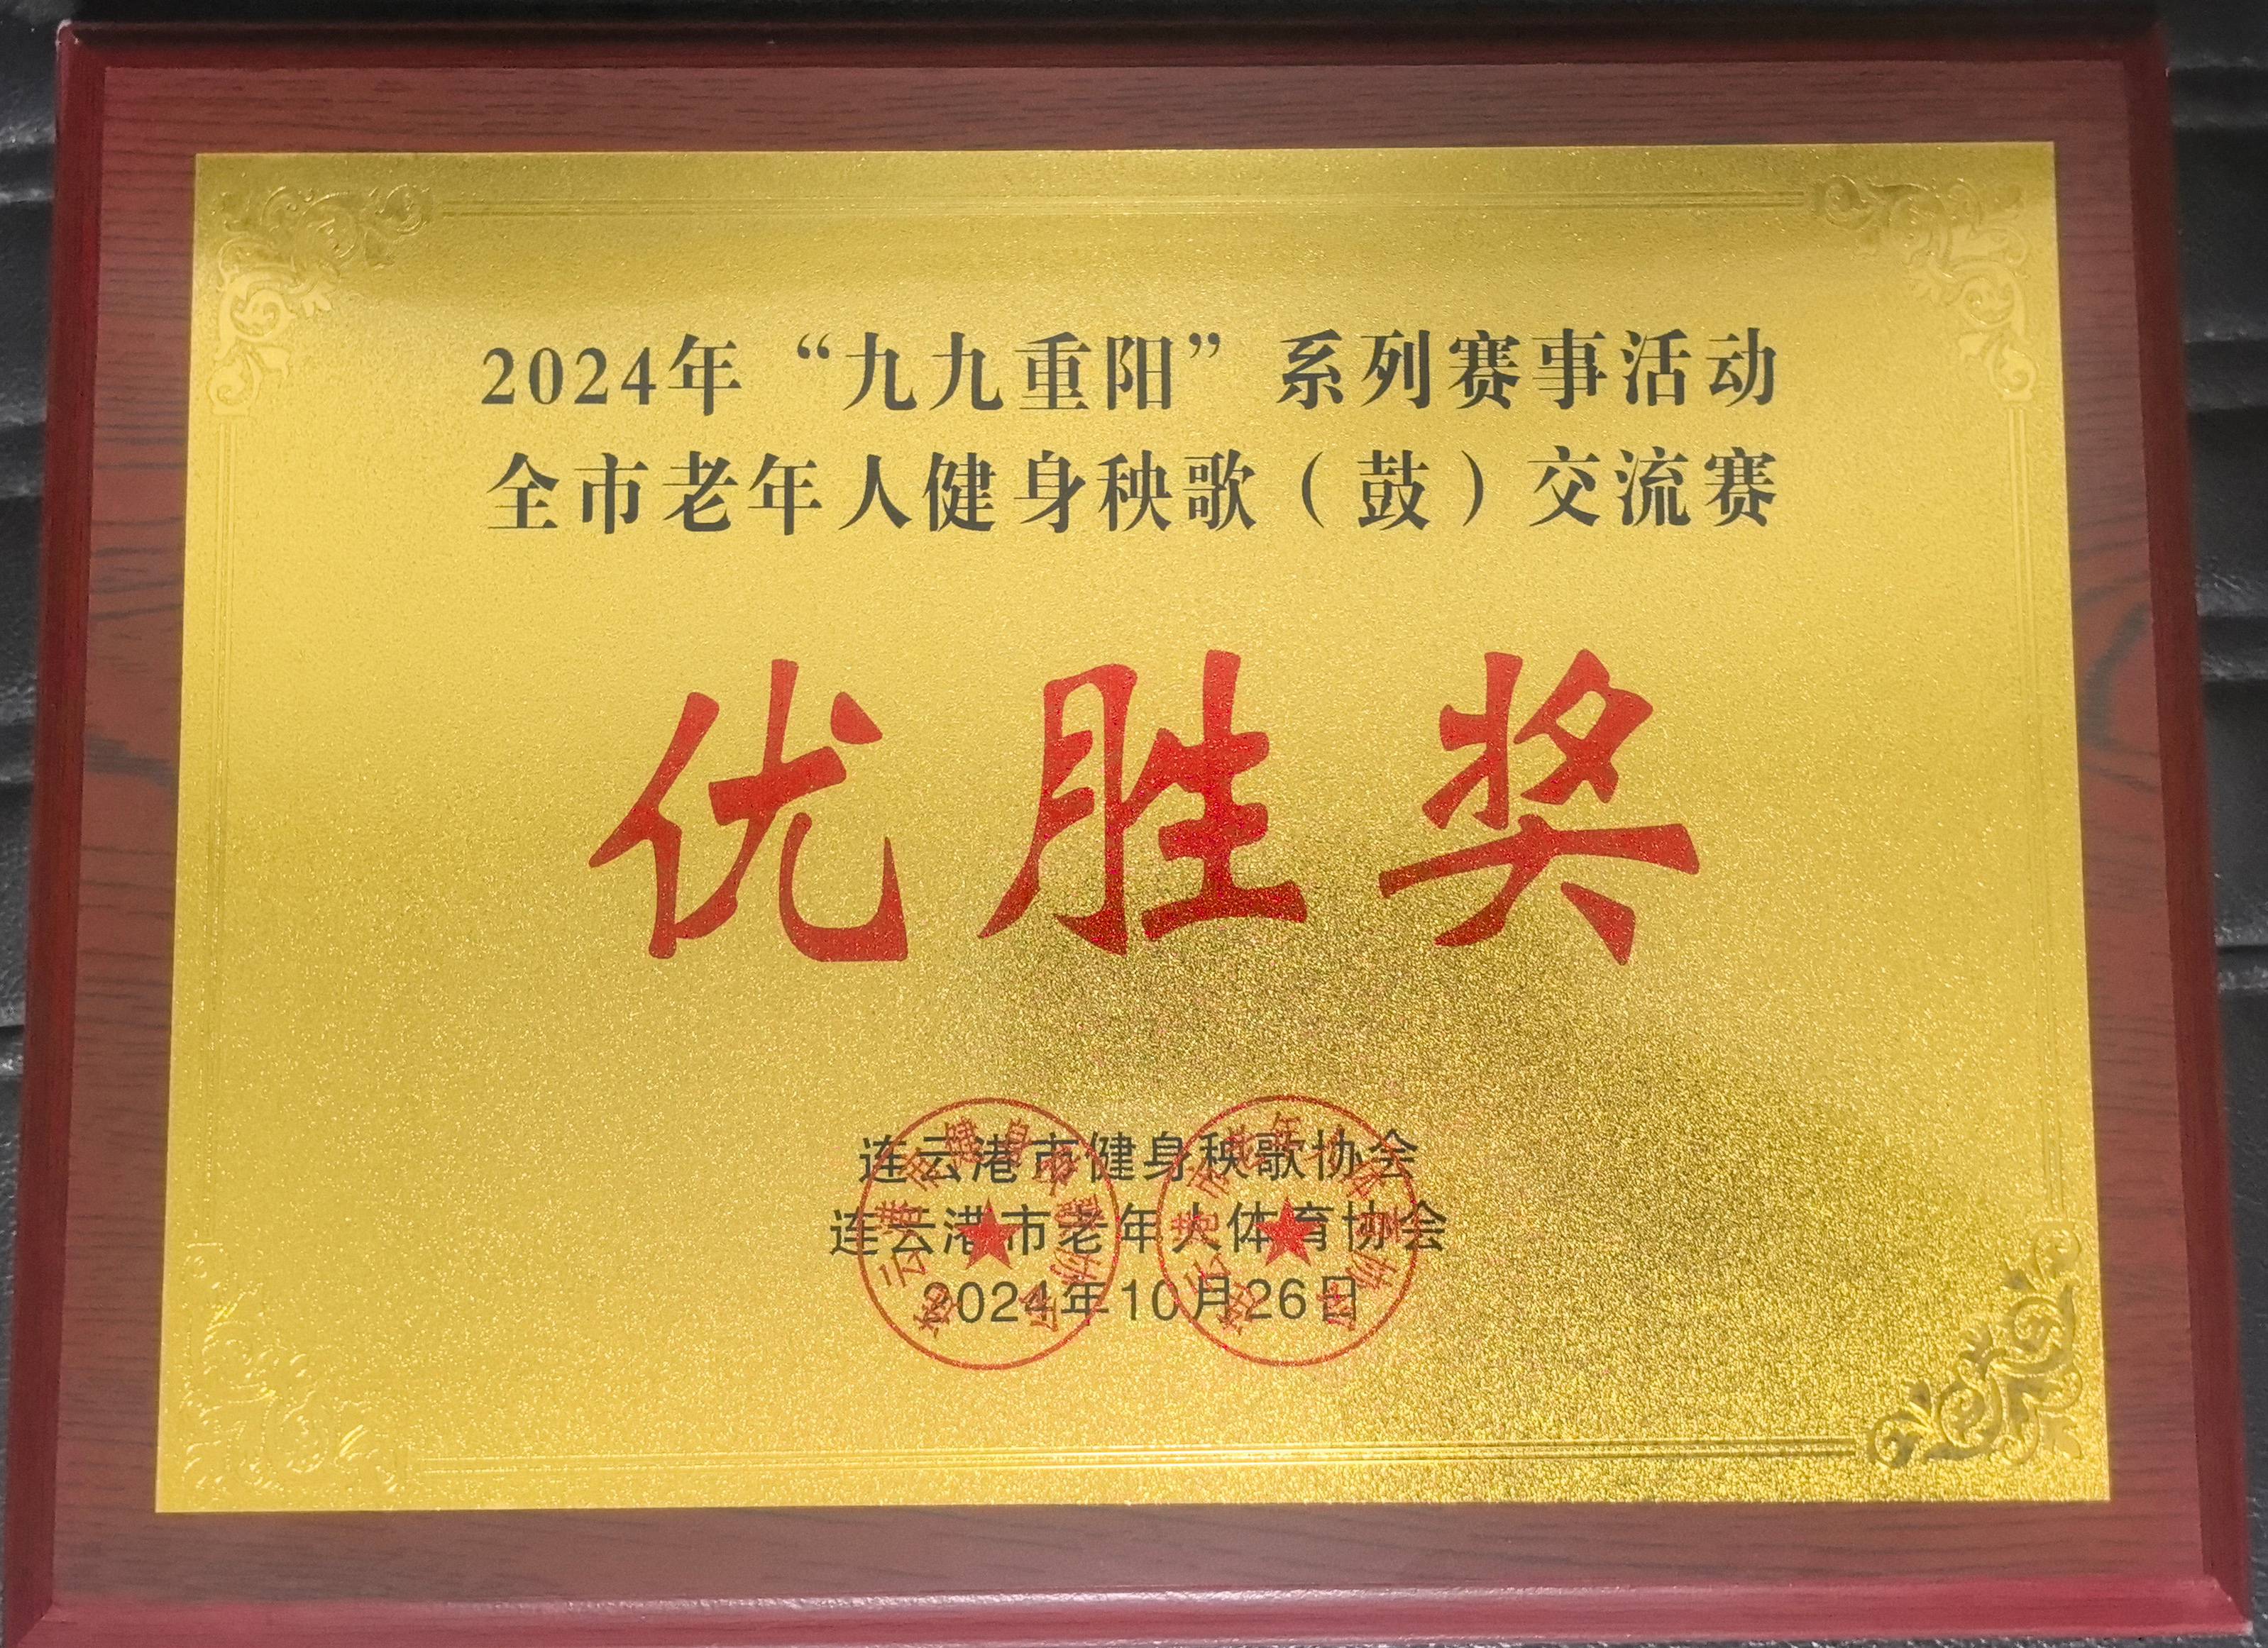 2024年“九九重阳”系列赛事活动
全市老年人健身秧歌（鼓）交流赛
优胜奖
连云港市健身秧歌协会
连云港市老年人体育协会
2024年10月26日